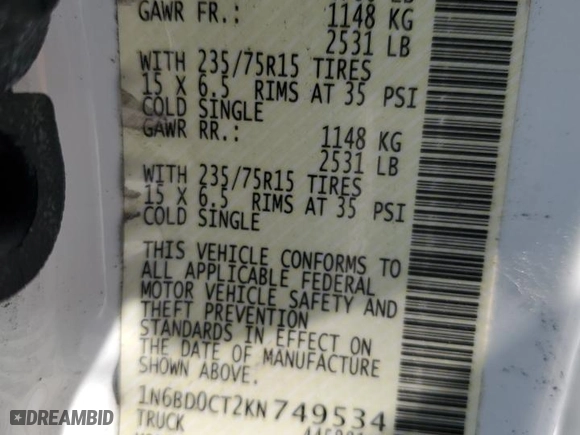 GAWR FR.: 1148 KG
2531 LB
WITH 235/75R15 TIRES
15 X 6.5 RIMS AT 35 PSI
COLD SINGLE
GAWR RR.: 1148 KG
2531 LB
WITH 235/75R15 TIRES
15 X 6.5 RIMS AT 35 PSI
COLD SINGLE
THIS VEHICLE CONFORMS TO
ALL APPLICABLE FEDERAL
MOTOR VEHICLE SAFETY AND
THEFT PREVENTION
STANDARDS IN EFFECT ON
THE DATE OF MANUFACTURE
SHOWN ABOVE.
1N6BD0CT2KN749534
TRUCK
DREAMBID